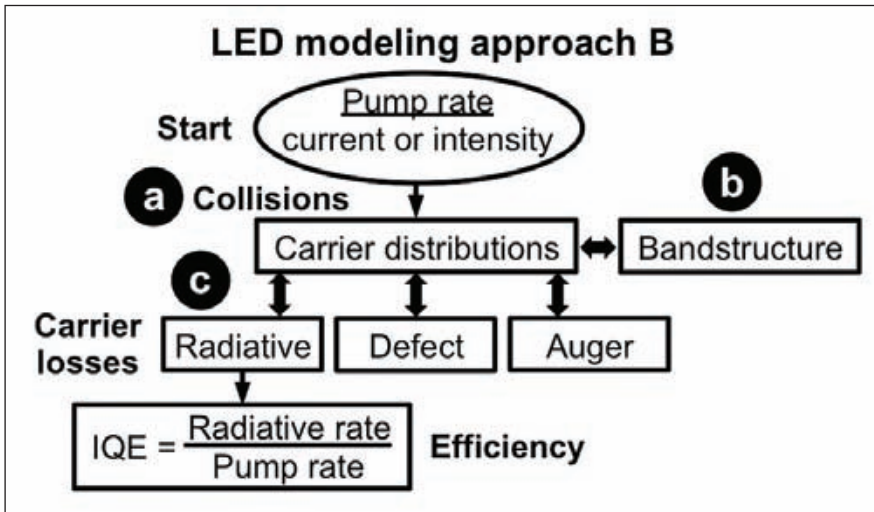 LED modeling approach B
Start
Pump rate
current or intensity
a Collisions
b
Carrier distributions
Bandstructure
c
Carrier
losses
Radiative
Defect
Auger
IQE = Radiative rate
Pump rate
Efficiency